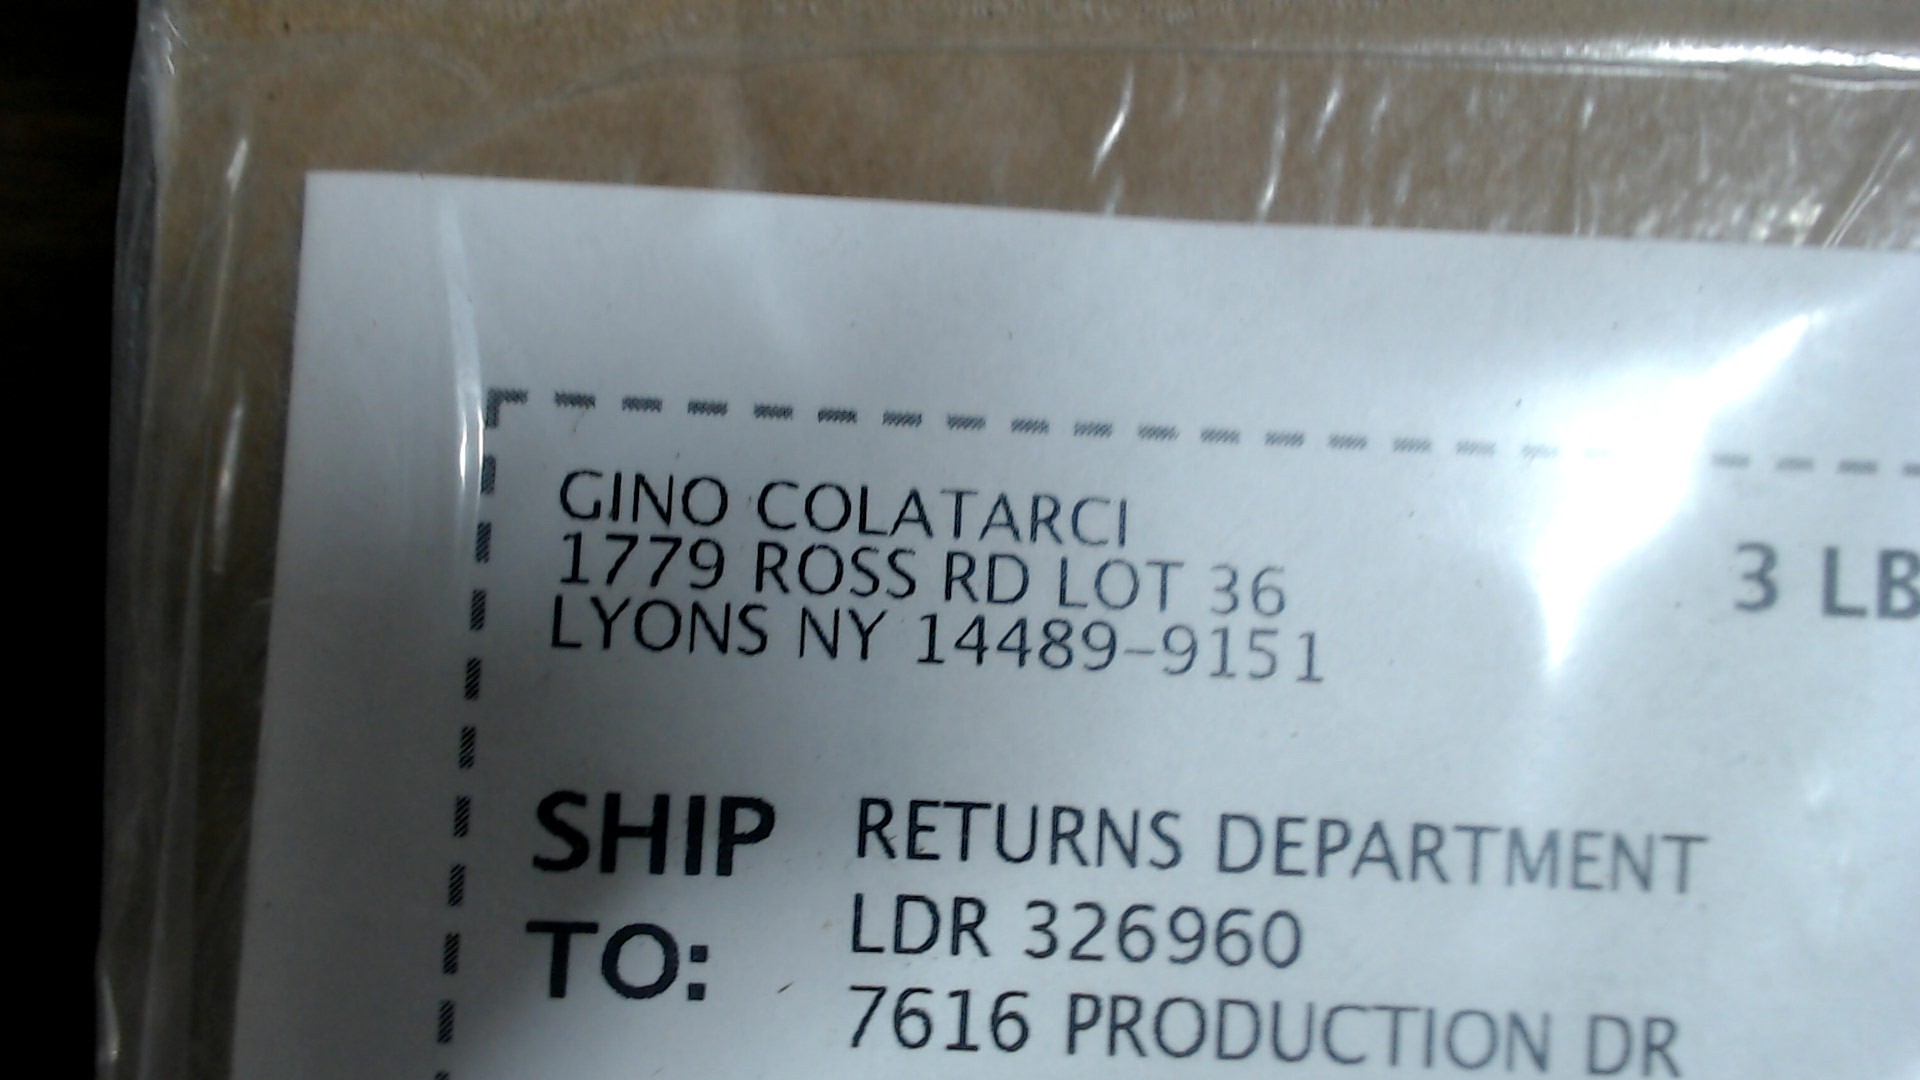 GINO COLATARCI
1779 ROSS RD LOT 36
LYONS NY 14489-9151
3 LB
SHIP TO:
RETURNS DEPARTMENT
LDR 326960
7616 PRODUCTION DR